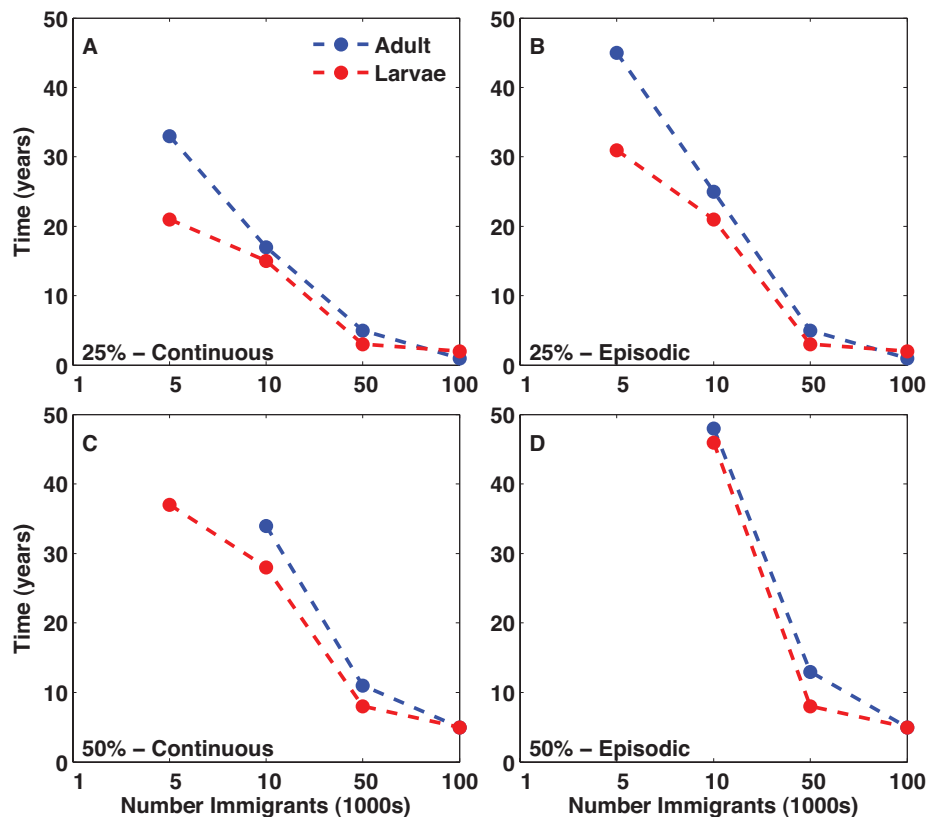 A
Adult
Larvae
50
40
30
20
10
0
Time (years)
25% – Continuous
1 5 10 50 100
B
50
40
30
20
10
0
25% – Episodic
1 5 10 50 100
C
50
40
30
20
10
0
Time (years)
50% – Continuous
1 5 10 50 100
Number Immigrants (1000s)
D
50
40
30
20
10
0
50% – Episodic
1 5 10 50 100
Number Immigrants (1000s)